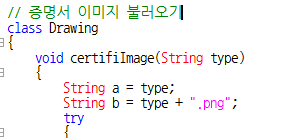 // 증명서 이미지 불러오기
class Drawing
{
void certifiImage(String type)
{
String a = type;
String b = type + ".png";
try
{